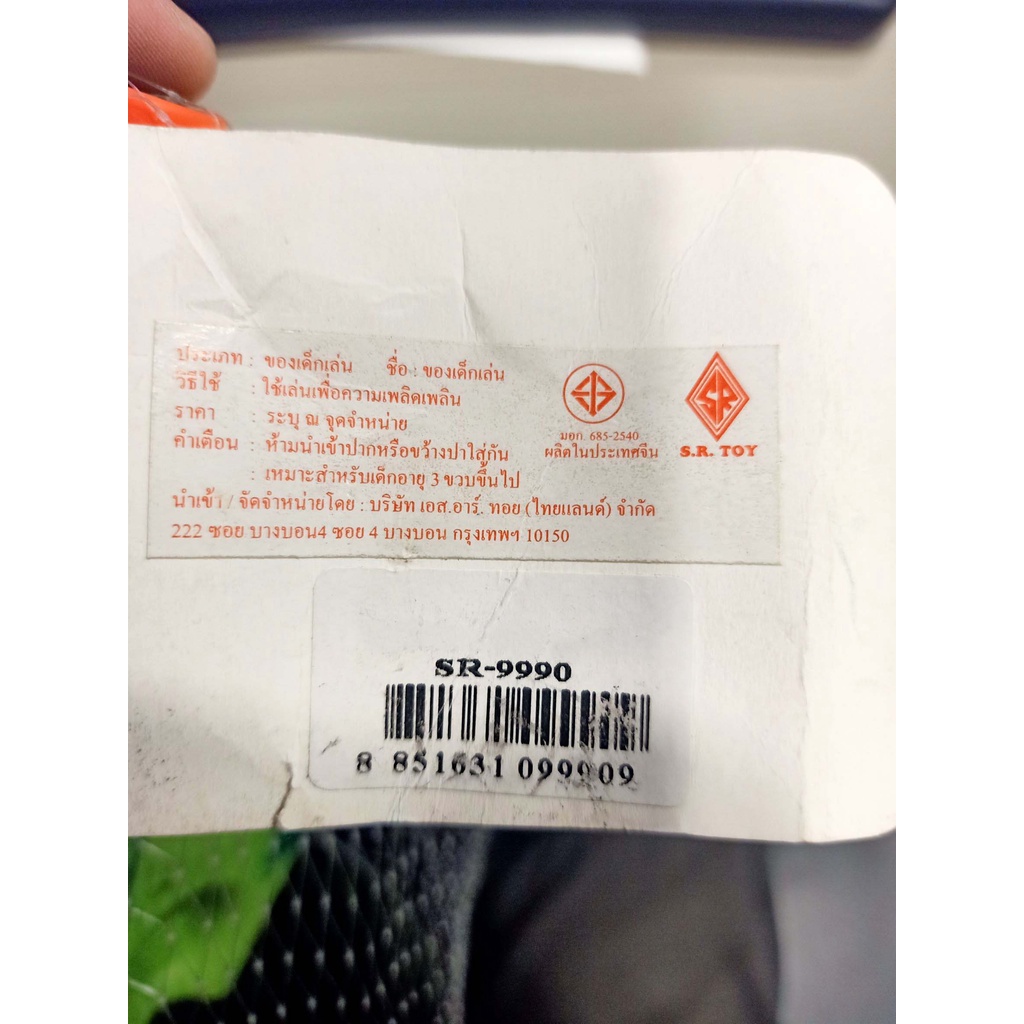 ประเภท : ของเด็กเล่น ชื่อ : ของเด็กเล่น
วิธีใช้ : ใช้เล่นเพื่อความเพลิดเพลิน
ราคา : ระบุ ณ จุดจำหน่าย
คำเตือน : ห้ามนำเข้าปากหรือขว้างปาใส่กัน
: เหมาะสำหรับเด็กอายุ 3 ขวบขึ้นไป
นำเข้า / จัดจำหน่ายโดย : บริษัท เอส.อาร์. ทอย (ไทยแลนด์) จำกัด
222 ซอย บางบอน4 ซอย 4 บางบอน กรุงเทพฯ 10150
มอก. 685-2540
ผลิตในประเทศจีน
SR
S.R. TOY
SR-9990
8 851631 099909